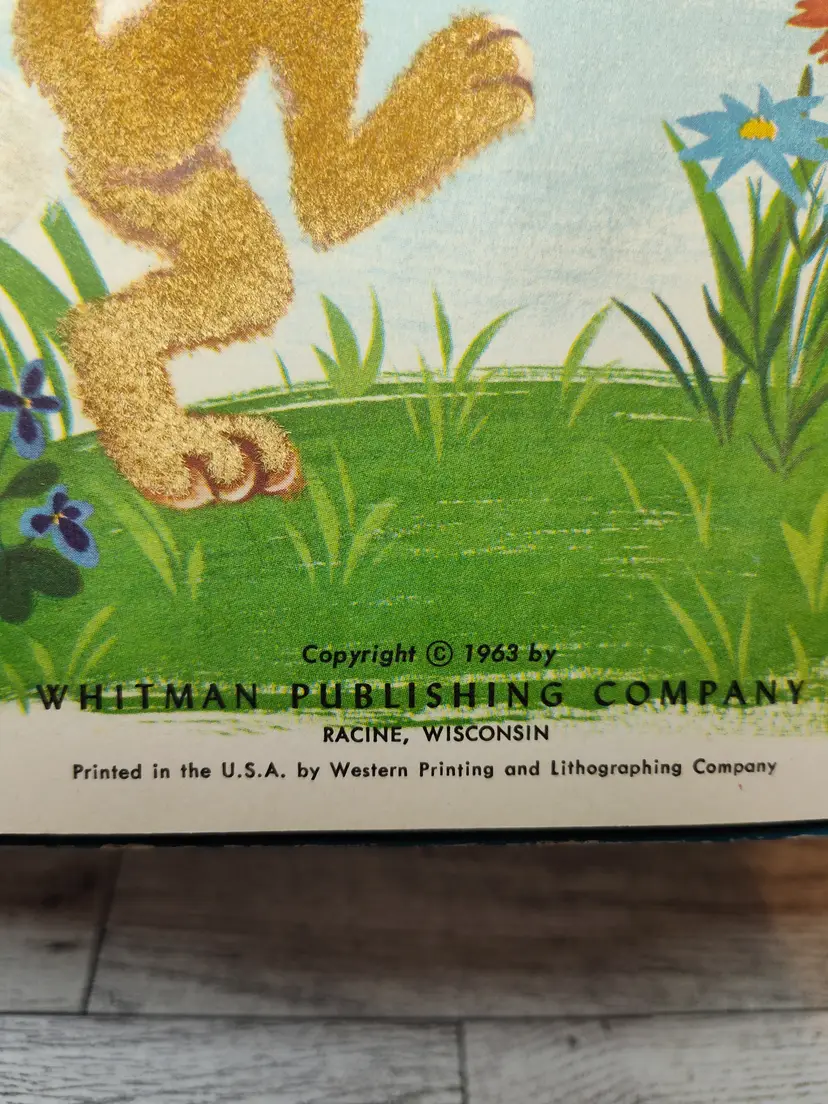 Copyright © 1963 by
WHITMAN PUBLISHING COMPANY
RACINE, WISCONSIN
Printed in the U.S.A. by Western Printing and Lithographing Company